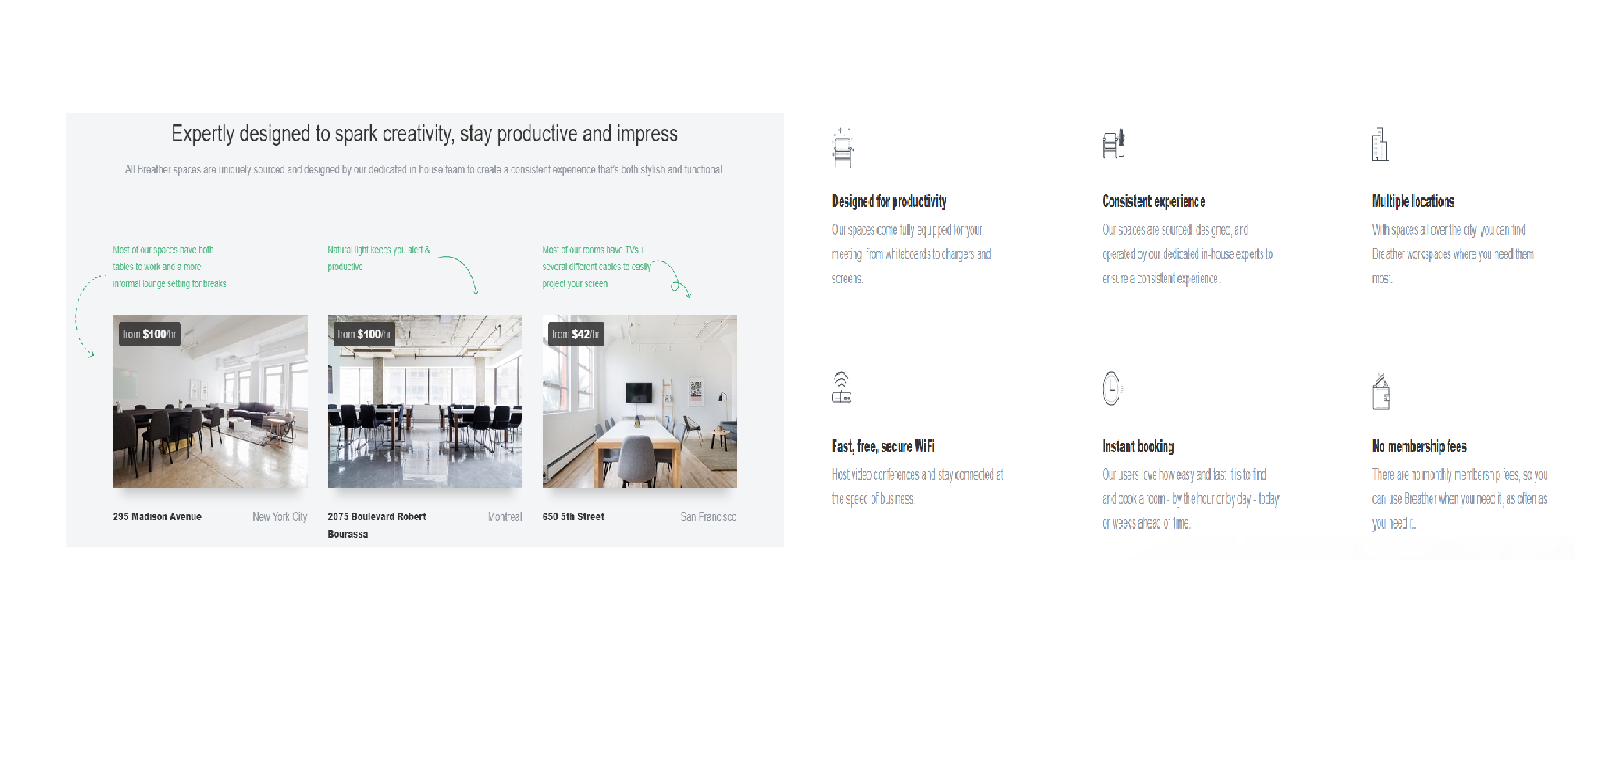 Expertly designed to spark creativity, stay productive and impress
All Breather spaces are uniquely sourced and designed by our dedicated in house team to create a consistent experience that's both stylish and functional
Most of our spaces have both
tables to work and a more
informal lounge setting for breaks
Natural light keeps you alert &
productive
Most of our rooms have TVs +
several different cables to easily
project your screen
from $100/hr
from $100/hr
from $42/hr
295 Madison Avenue
New York City
2075 Boulevard Robert
Bourassa
Montreal
650 5th Street
San Francisco
Designed for productivity
Our spaces come fully equipped for your
meeting, from whiteboards to chargers and
screens.
Consistent experience
Our spaces are sourced, designed, and
operated by our dedicated in-house experts to
ensure a consistent experience.
Multiple locations
With spaces all over the city, you can find
Breather workspaces where you need them
most.
Fast, free, secure WiFi
Host video conferences and stay connected at
the speed of business.
Instant booking
Our users love how easy and fast it is to find
and book a room - by the hour or by day - today
or weeks ahead of time.
No membership fees
There are no monthly membership fees, so you
can use Breather when you need it, as often as
you need it.